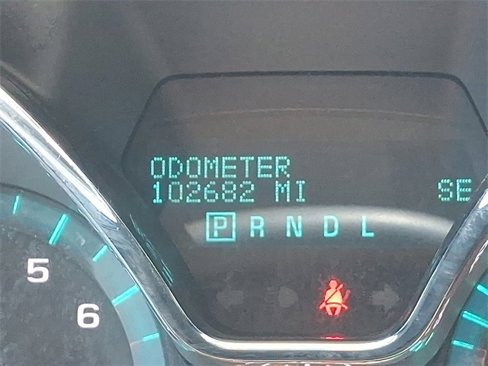 ODOMETER
102682 MI SE
P R N D L
5
6